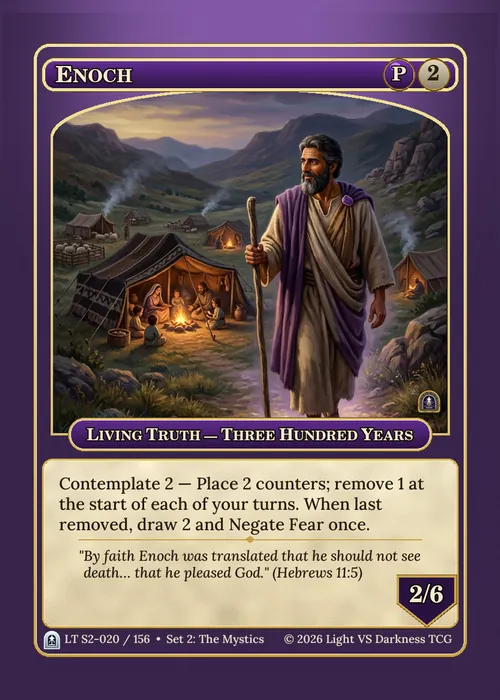 Enoch
P 2
Living Truth — Three Hundred Years
Contemplate 2 — Place 2 counters; remove 1 at
the start of each of your turns. When last
removed, draw 2 and Negate Fear once.
"By faith Enoch was translated that he should not see
death... that he pleased God." (Hebrews 11:5)
2/6
LT S2-020 / 156 • Set 2: The Mystics © 2026 Light VS Darkness TCG